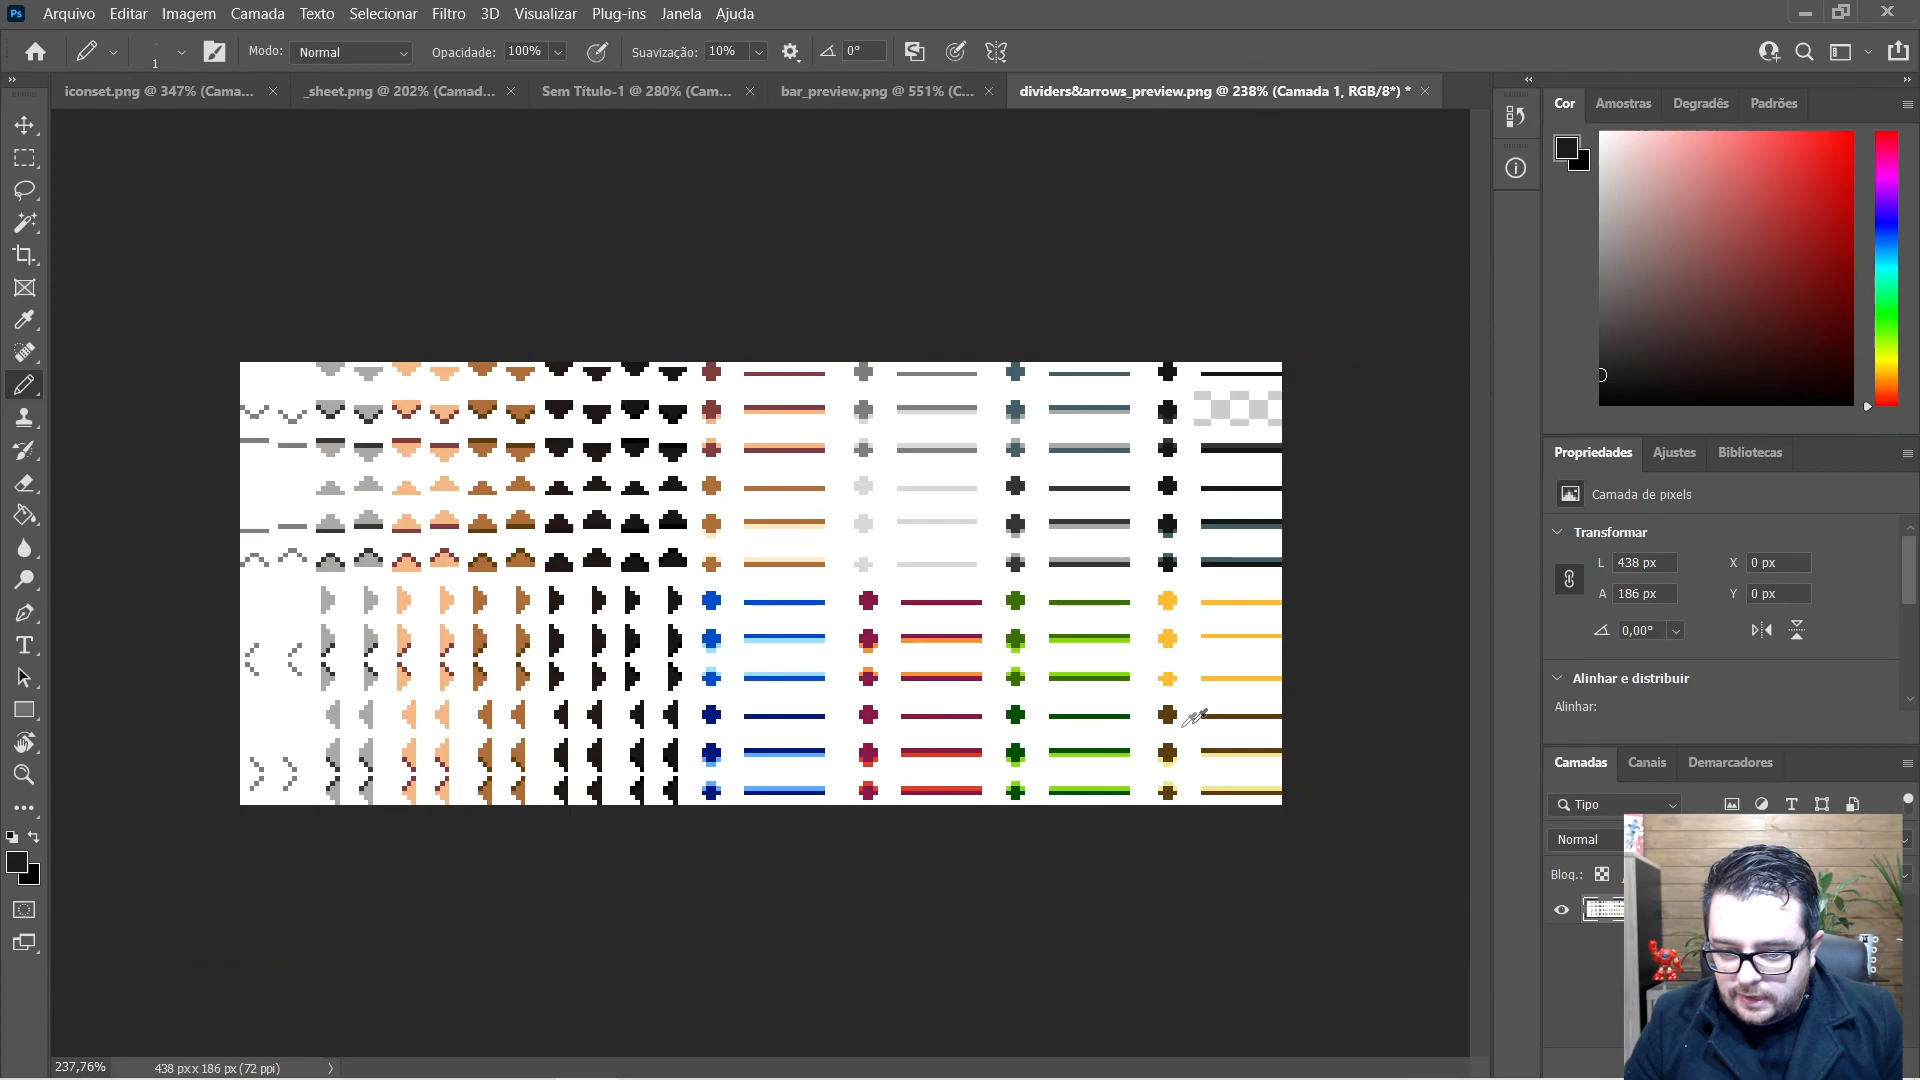 Ps Arquivo Editar Imagem Camada Texto Selecionar Filtro 3D Visualizar Plug-ins Janela Ajuda
1 Modo: Normal Opacidade: 100% Suavização: 10% 0°
iconset.png @ 347% (Cama... _sheet.png @ 202% (Camad... Sem Título-1 @ 280% (Cam... bar_preview.png @ 551% (C... dividers&arrows_preview.png @ 238% (Camada 1, RGB/8*) *
Cor Amostras Degradês Padrões
Propriedades Ajustes Bibliotecas
Camada de pixels
Transformar
L 438 px X 0 px
A 186 px Y 0 px
0,00°
Alinhar e distribuir
Alinhar:
Camadas Canais Demarcadores
Tipo
Normal
Bloq.:
237,76% 438 px x 186 px (72 ppi)